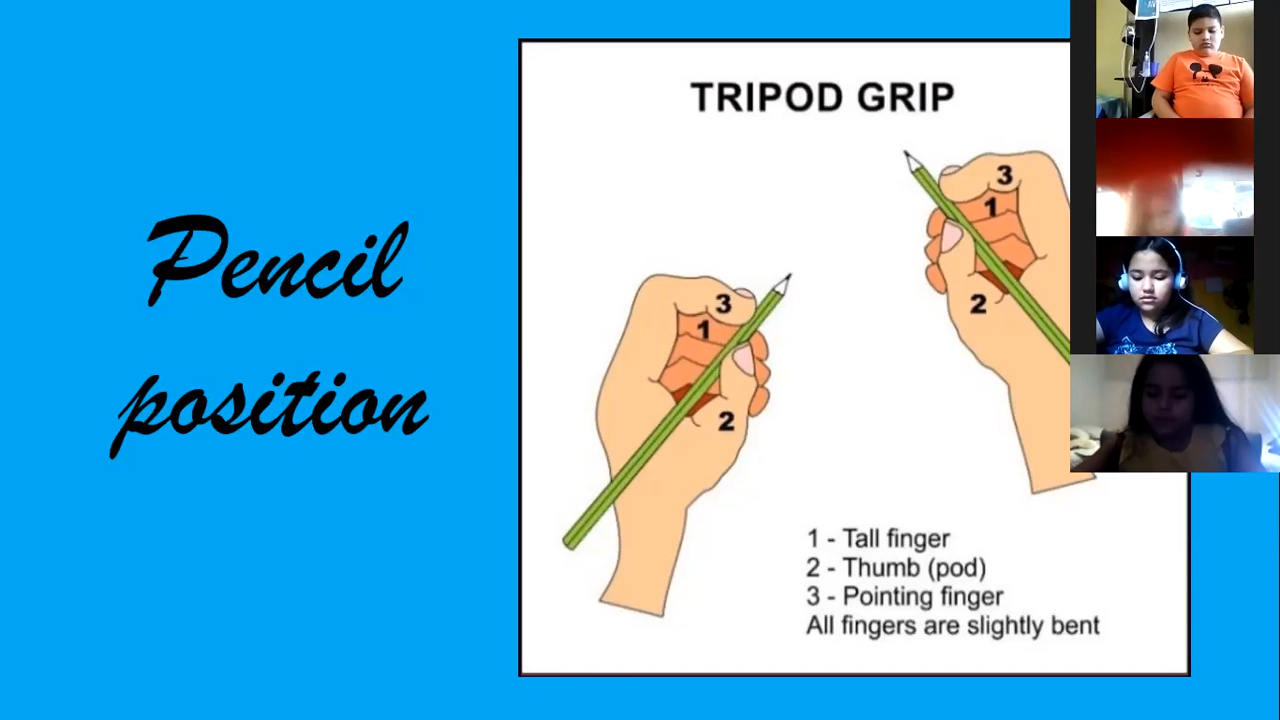 Pencil
position
TRIPOD GRIP
3
1
2
3
1
2
1 - Tall finger
2 - Thumb (pod)
3 - Pointing finger
All fingers are slightly bent